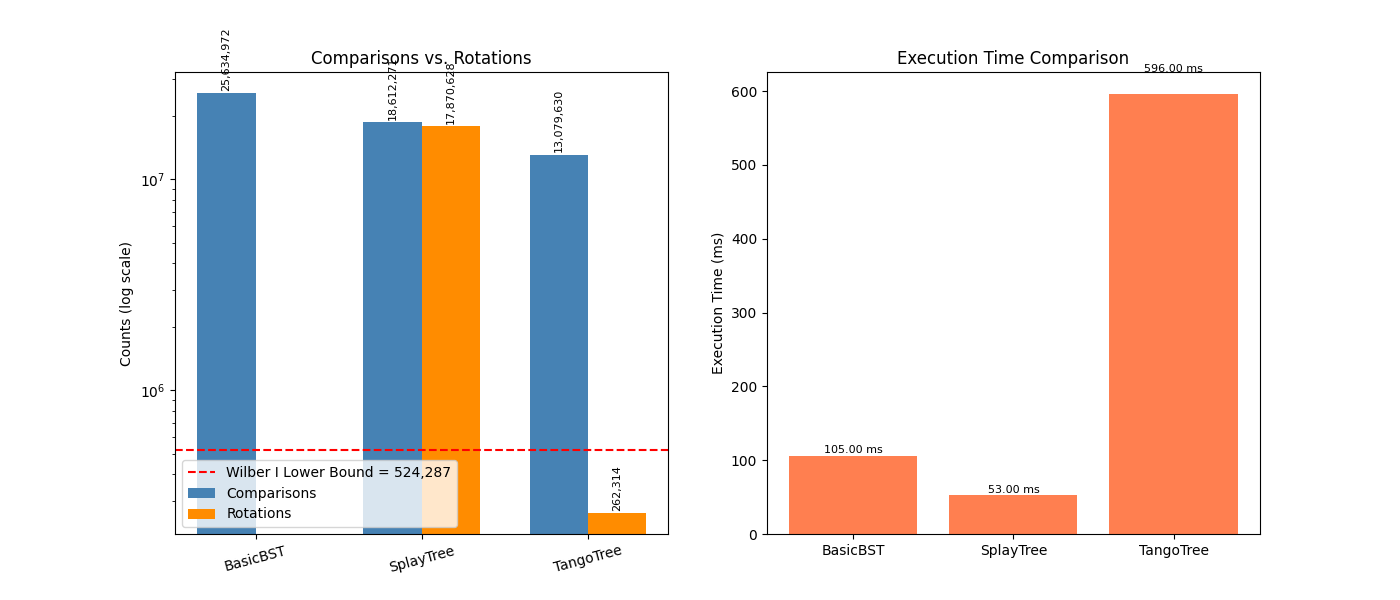 Comparisons vs. Rotations
25,634,972
18,612,271
17,870,628
13,079,630
262,314
Counts (log scale)
10^7
10^6
Wilber I Lower Bound = 524,287
Comparisons
Rotations
BasicBST
SplayTree
TangoTree
Execution Time Comparison
596.00 ms
105.00 ms
53.00 ms
Execution Time (ms)
600
500
400
300
200
100
0
BasicBST
SplayTree
TangoTree